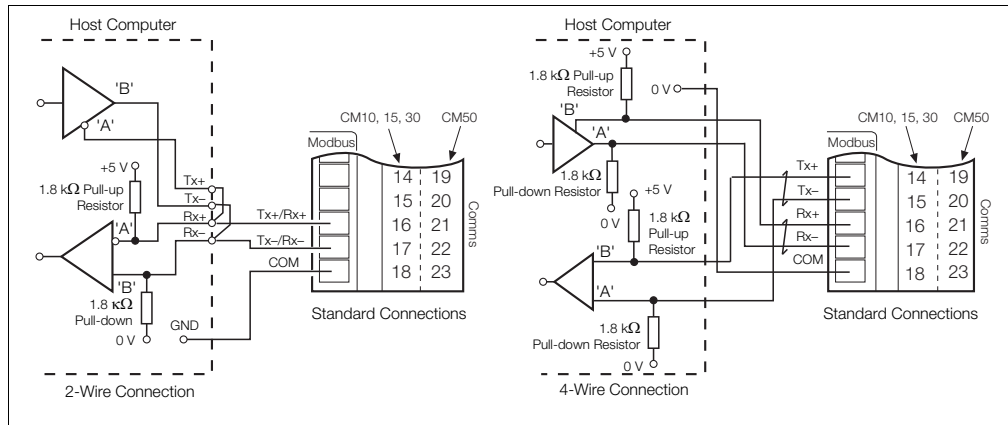 Host Computer
'B'
'A'
+5 V
1.8 kΩ Pull-up
Resistor
'A'
'B'
1.8 κΩ
Pull-down
0 V
GND
Tx+
Tx–
Rx+
Rx–
Tx+/Rx+
Tx–/Rx–
COM
CM10, 15, 30
CM50
Modbus
14 19
15 20
16 21
17 22
18 23
Comms
Standard Connections
2-Wire Connection
Host Computer
+5 V
1.8 kΩ Pull-up
Resistor
0 V
'B'
'A'
1.8 kΩ
Pull-down Resistor
0 V
+5 V
1.8 kΩ
Pull-up
Resistor
'B'
'A'
1.8 kΩ
Pull-down Resistor
0 V
Tx+
Tx–
Rx+
Rx–
COM
CM10, 15, 30
CM50
Modbus
14 19
15 20
16 21
17 22
18 23
Comms
Standard Connections
4-Wire Connection